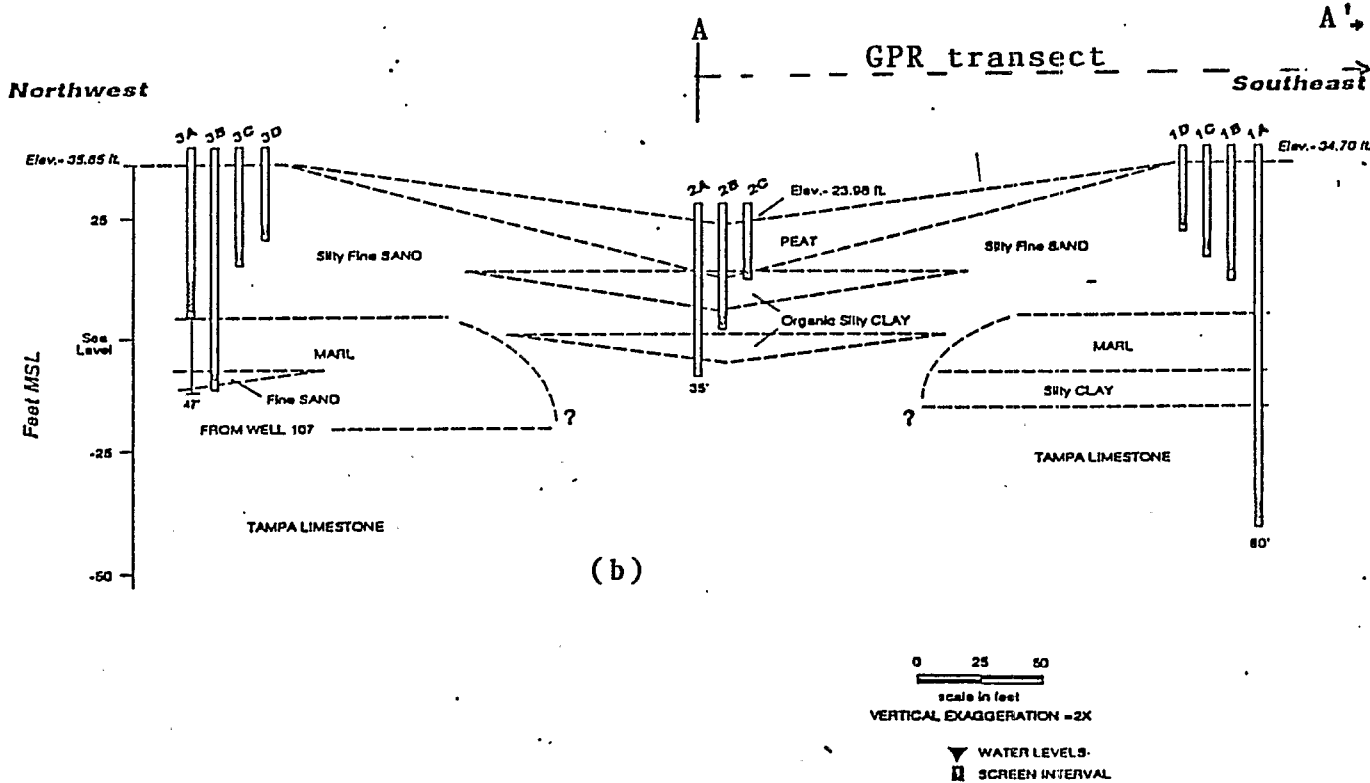 A
A'
GPR transect
Northwest
Southeast
3A 3B 3C 3D
1D 1C 1B 1A
Elev.- 35.85 ft.
2A 2B 2C
Elev.- 34.70 ft.
Elev.- 23.98 ft.
25
PEAT
Silty Fine SAND
Silty Fine SAND
Organic Silty CLAY
Sea Level
MARL
MARL
Feet MSL
47'
Fine SAND
35'
Silty CLAY
FROM WELL 107
?
?
-25
TAMPA LIMESTONE
TAMPA LIMESTONE
60'
-50
(b)
0 25 50
scale in feet
VERTICAL EXAGGERATION = 2X
WATER LEVELS
SCREEN INTERVAL